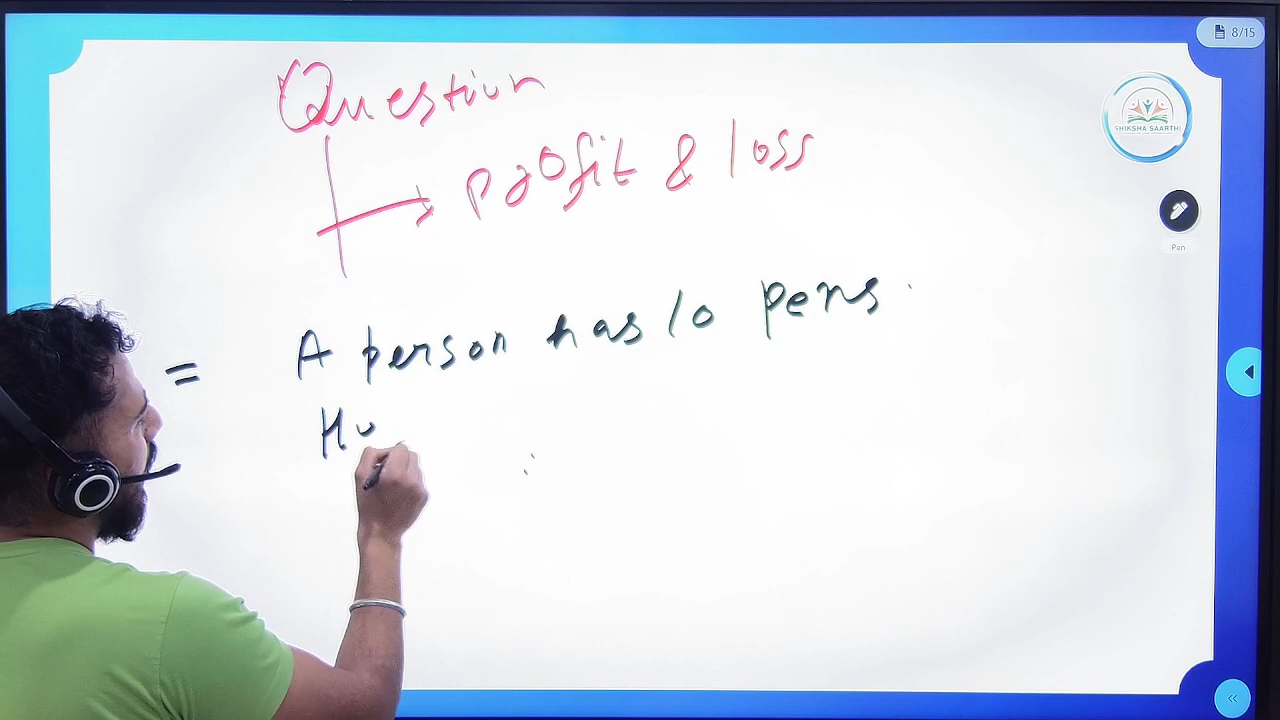 8/15
Question
SHIKSHA SAARTHI
Profit & loss
Pen
A person has 10 pens.
=